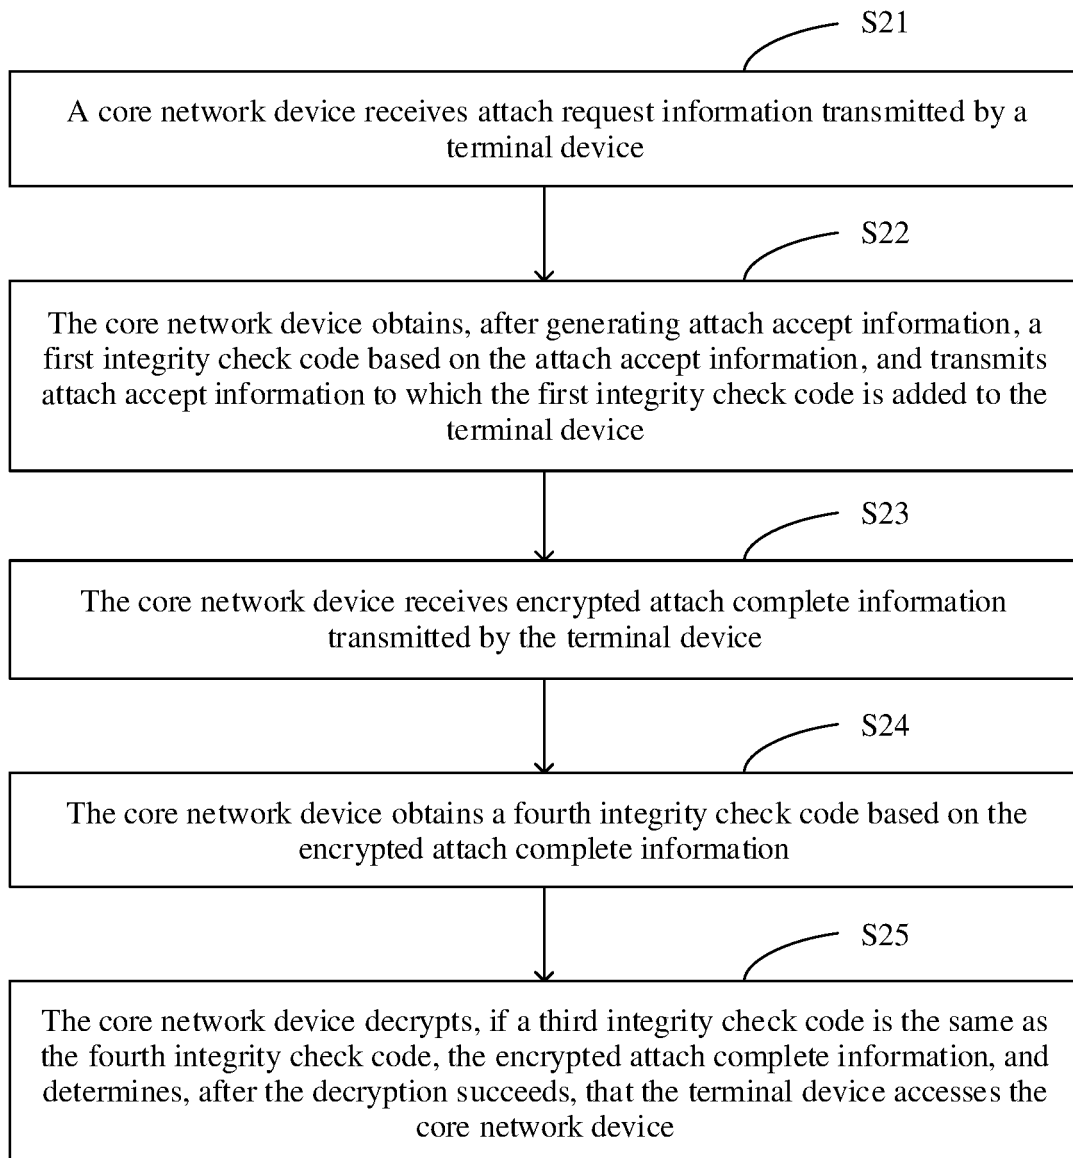 S21
A core network device receives attach request information transmitted by a
terminal device
S22
The core network device obtains, after generating attach accept information, a
first integrity check code based on the attach accept information, and transmits
attach accept information to which the first integrity check code is added to the
terminal device
S23
The core network device receives encrypted attach complete information
transmitted by the terminal device
S24
The core network device obtains a fourth integrity check code based on the
encrypted attach complete information
S25
The core network device decrypts, if a third integrity check code is the same as
the fourth integrity check code, the encrypted attach complete information, and
determines, after the decryption succeeds, that the terminal device accesses the
core network device